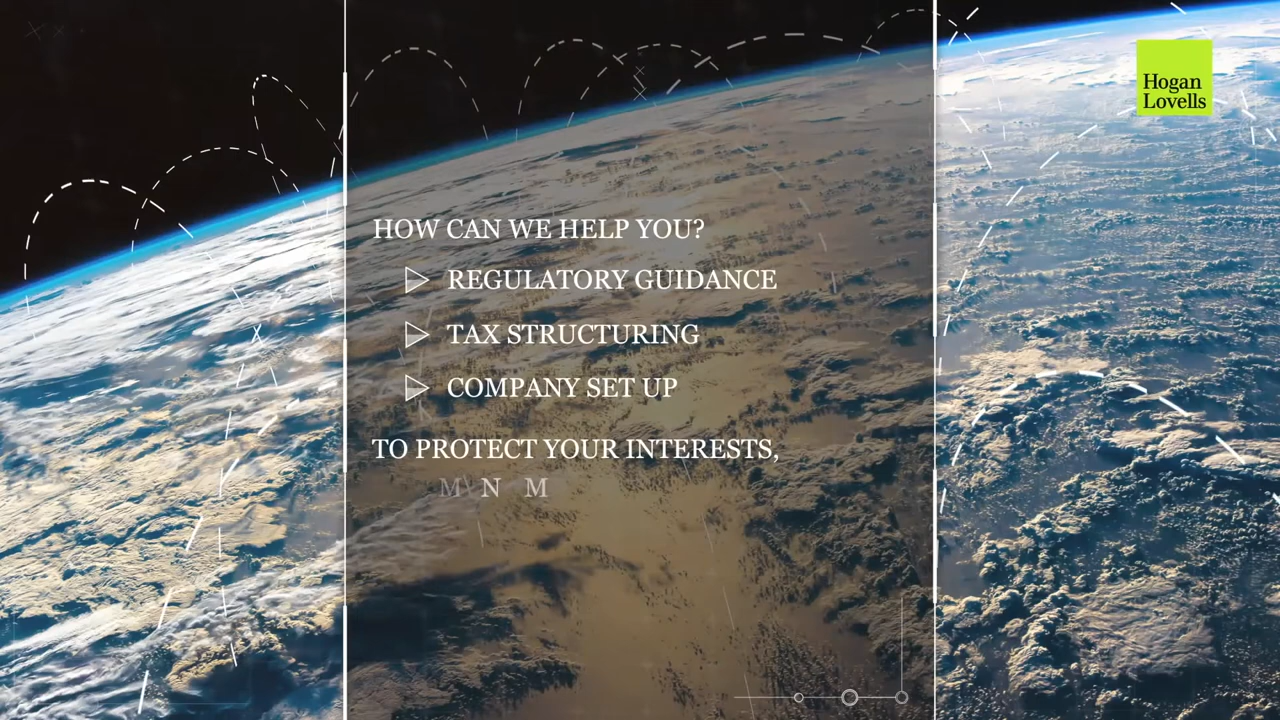 Hogan
Lovells
HOW CAN WE HELP YOU?
REGULATORY GUIDANCE
TAX STRUCTURING
COMPANY SET UP
TO PROTECT YOUR INTERESTS,